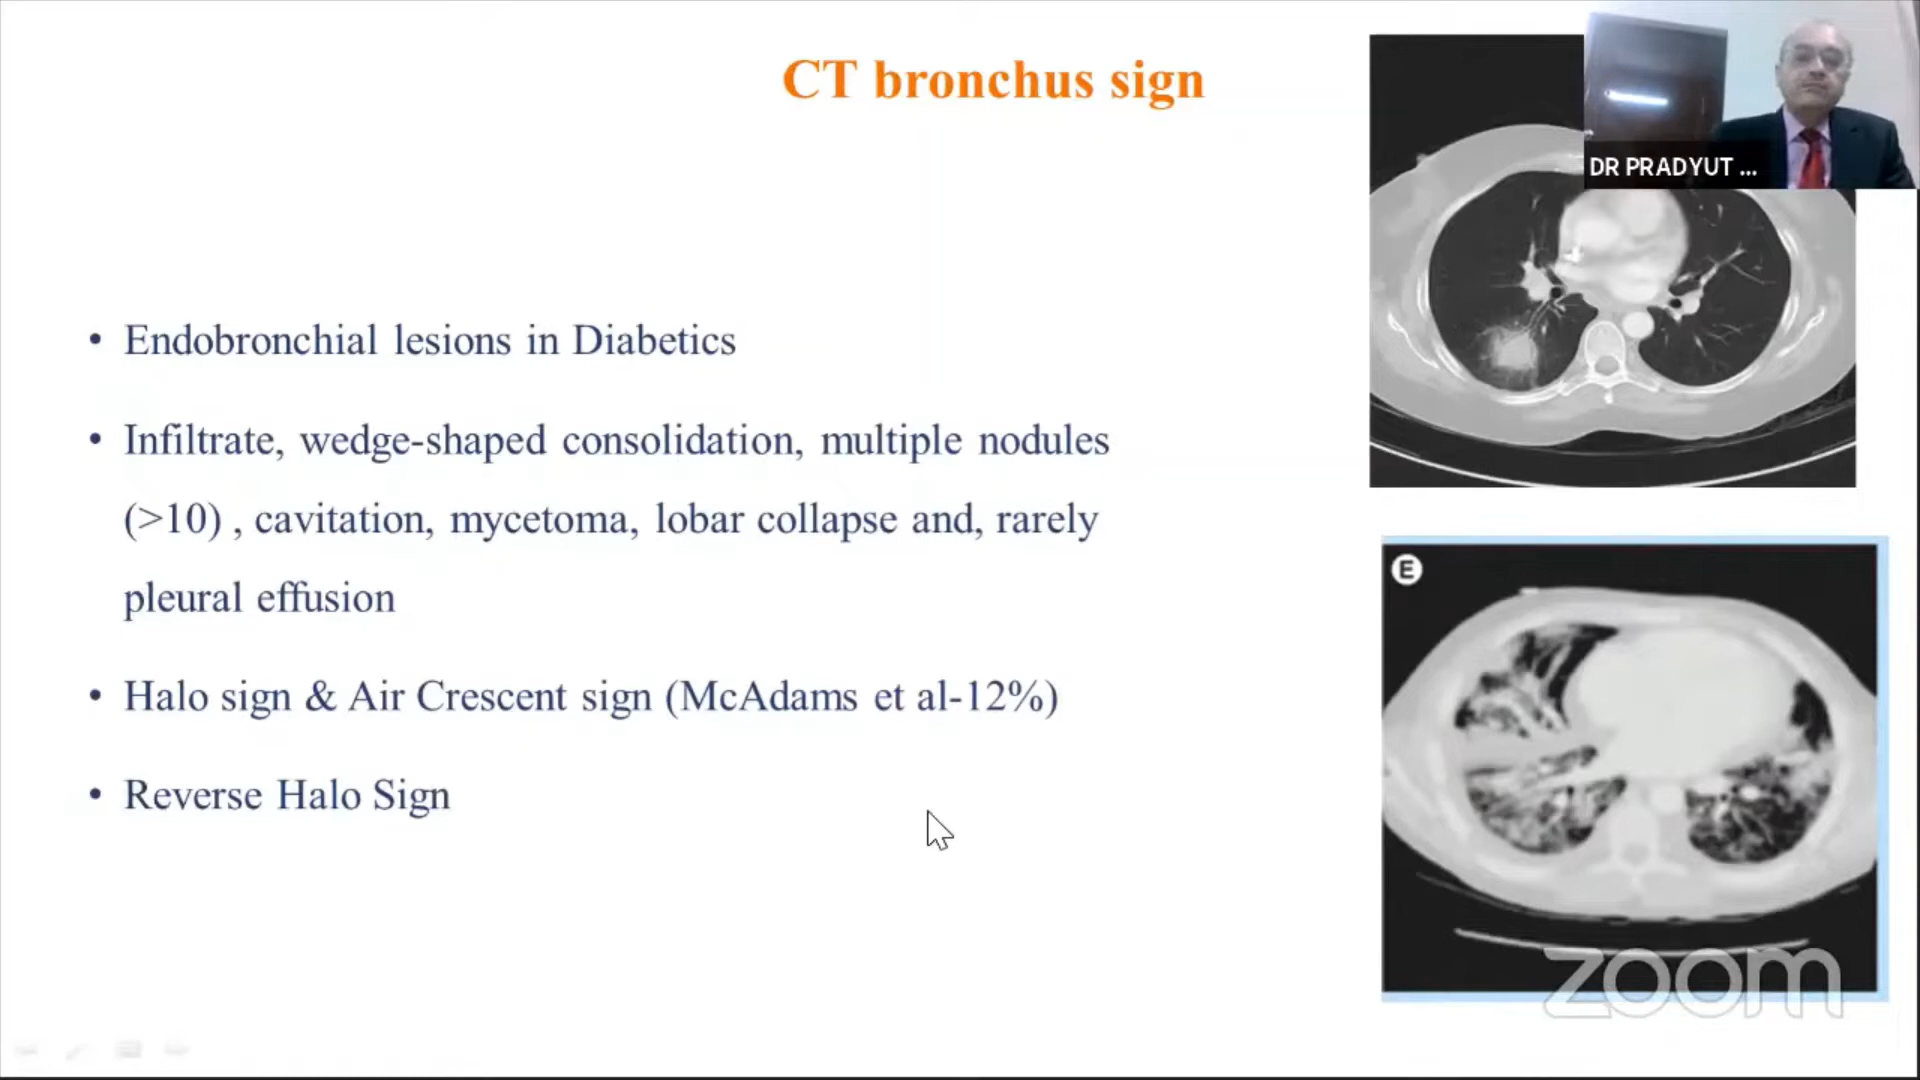 CT bronchus sign
DR PRADYUT ...
• Endobronchial lesions in Diabetics
• Infiltrate, wedge-shaped consolidation, multiple nodules
(>10) , cavitation, mycetoma, lobar collapse and, rarely
pleural effusion
• Halo sign & Air Crescent sign (McAdams et al-12%)
• Reverse Halo Sign
E
zoom